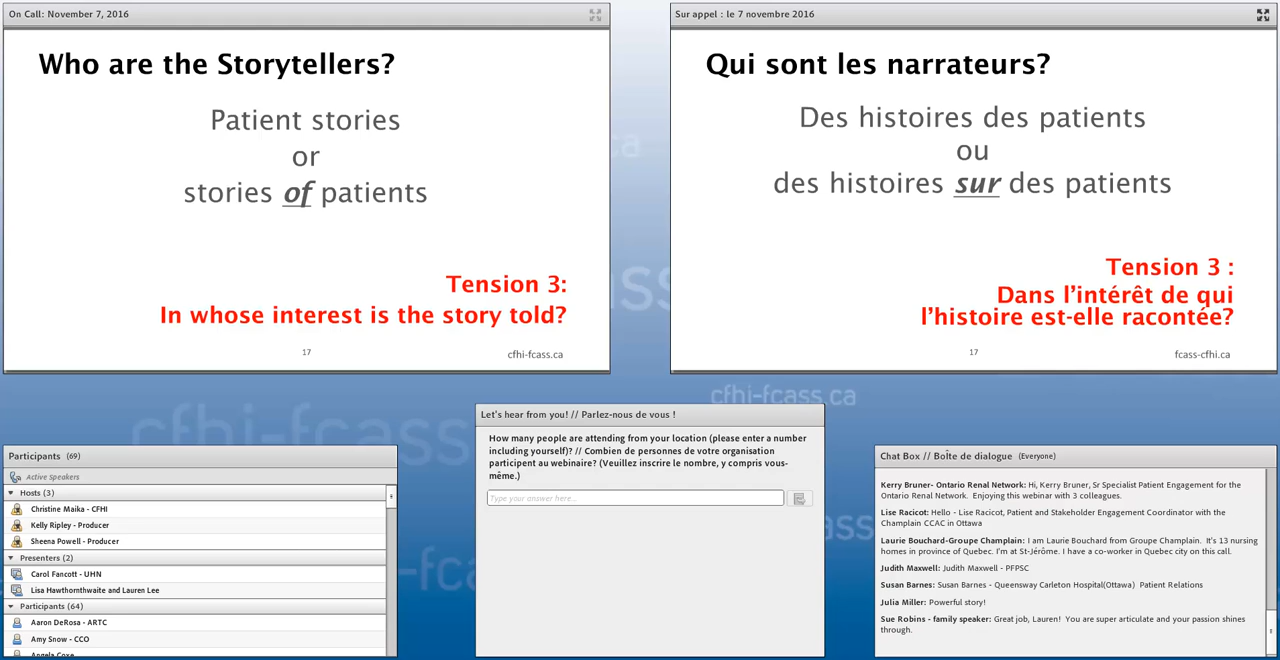 On Call: November 7, 2016
Who are the Storytellers?
Patient stories
or
stories of patients
Tension 3:
In whose interest is the story told?
17
cfhi-fcass.ca
Sur appel : le 7 novembre 2016
Qui sont les narrateurs?
Des histoires des patients
ou
des histoires sur des patients
Tension 3 :
Dans l’intérêt de qui
l’histoire est-elle racontée?
17
fcass-cfhi.ca
cfhi-fcass.ca
cfhi-fcass
Participants (69)
Active Speakers
Hosts (3)
Christine Maika - CFHI
Kelly Ripley - Producer
Sheena Powell - Producer
Presenters (2)
Carol Fancott - UHN
Lisa Hawthornthwaite and Lauren Lee
Participants (64)
Aaron DeRosa - ARTC
Amy Snow - CCO
Angela Coxe
Let's hear from you! // Parlez-nous de vous !
How many people are attending from your location (please enter a number
including yourself)? // Combien de personnes de votre organisation
participent au webinaire? (Veuillez inscrire le nombre, y compris vous-
même.)
Type your answer here...
Chat Box // Boîte de dialogue (Everyone)
Kerry Bruner- Ontario Renal Network: Hi, Kerry Bruner, Sr Specialist Patient Engagement for the
Ontario Renal Network. Enjoying this webinar with 3 colleagues.
Lise Racicot: Hello - Lise Racicot, Patient and Stakeholder Engagement Coordinator with the
Champlain CCAC in Ottawa
Laurie Bouchard-Groupe Champlain: I am Laurie Bouchard from Groupe Champlain. It's 13 nursing
homes in province of Quebec. I'm at St-Jérôme. I have a co-worker in Quebec city on this call.
Judith Maxwell: Judith Maxwell - PFPSC
Susan Barnes: Susan Barnes - Queensway Carleton Hospital(Ottawa) Patient Relations
Julia Miller: Powerful story!
Sue Robins - family speaker: Great job, Lauren! You are super articulate and your passion shines
through.